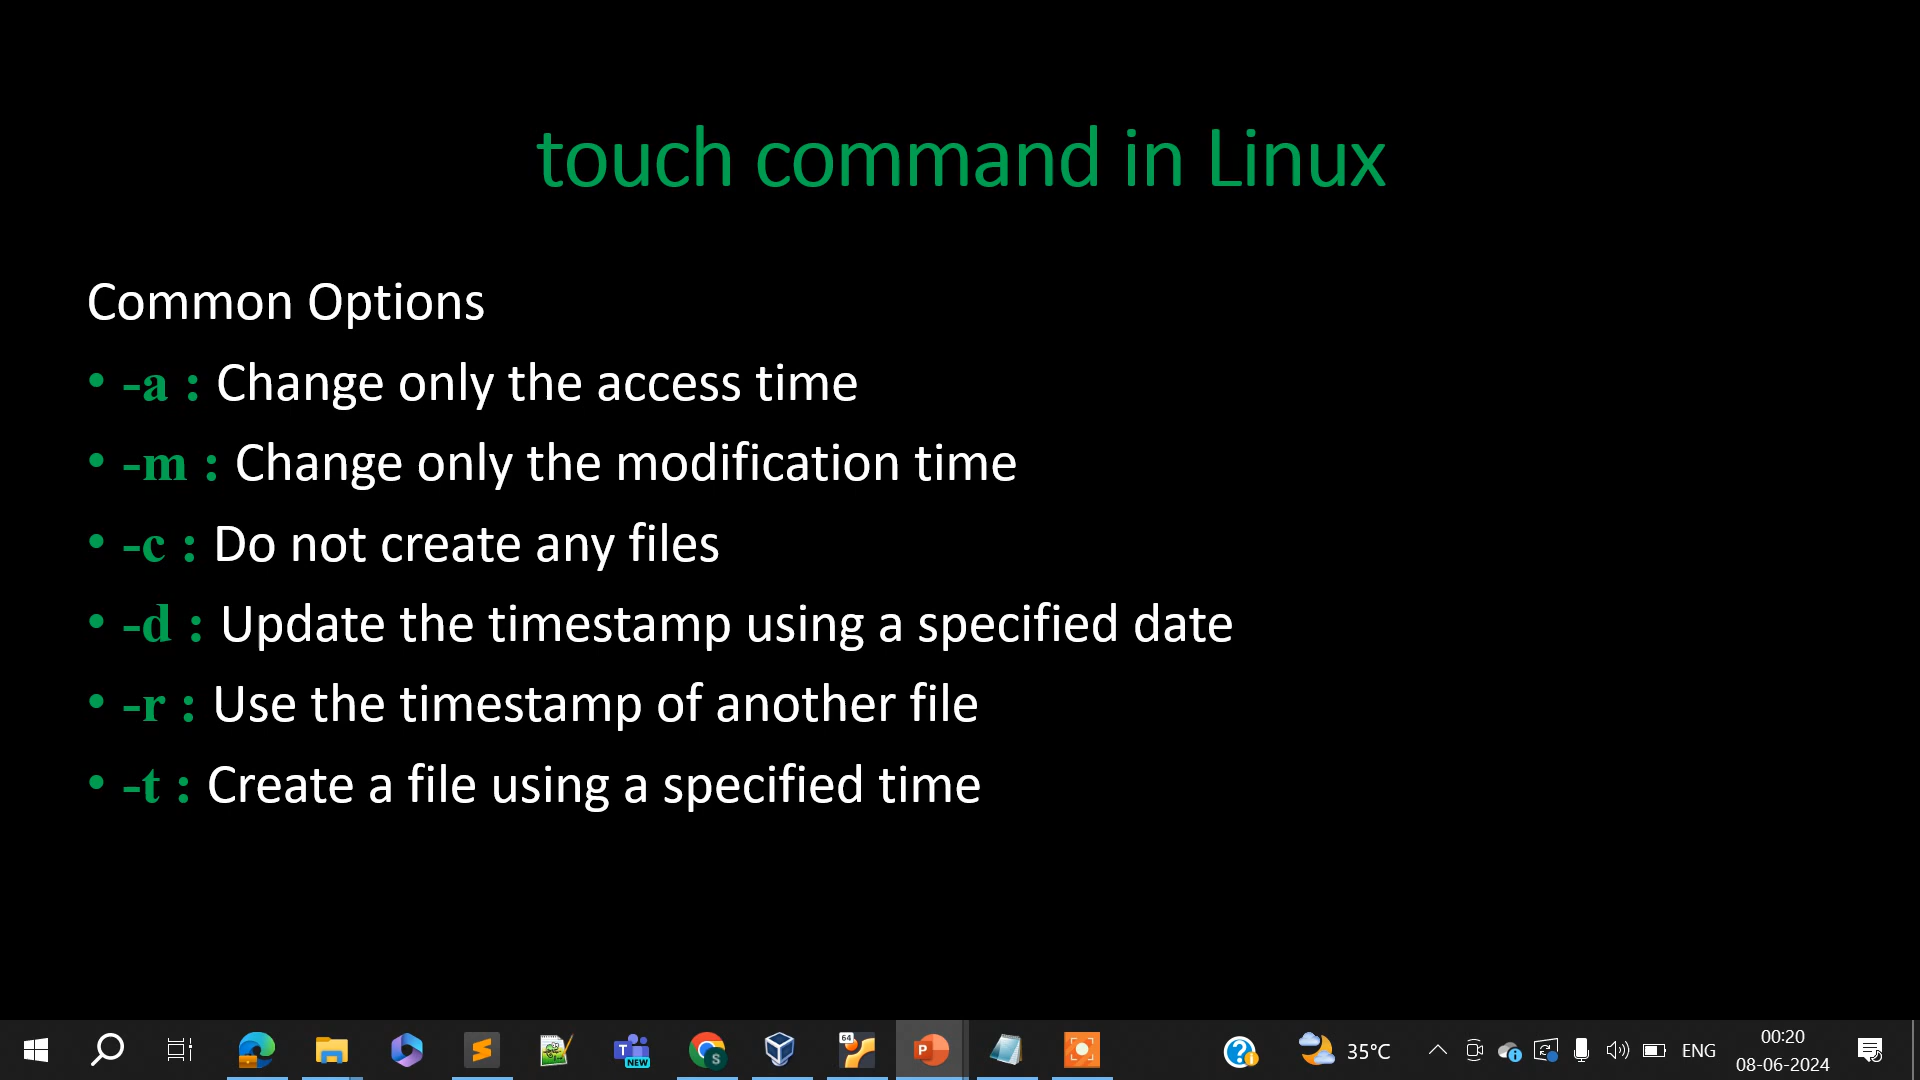 touch command in Linux
Common Options
• -a : Change only the access time
• -m : Change only the modification time
• -c : Do not create any files
• -d : Update the timestamp using a specified date
• -r : Use the timestamp of another file
• -t : Create a file using a specified time
T NEW
S
64
P
35°C
ENG
00:20
08-06-2024